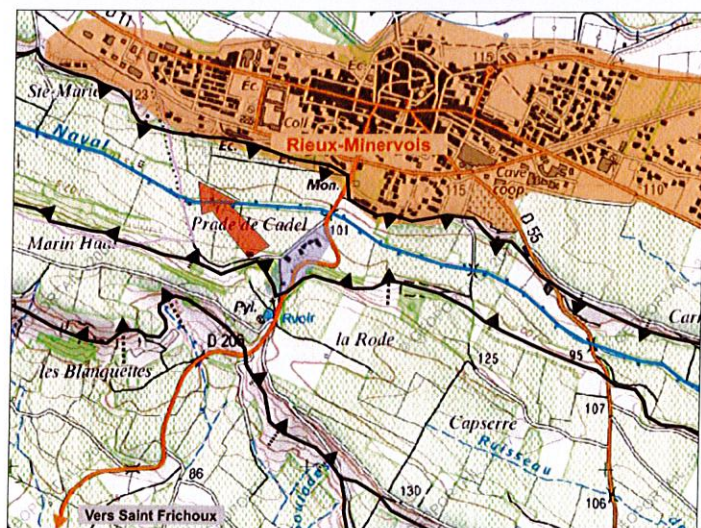 D 11
115
Ste-Marie
123
Ec.
Coll
Ec.
Rieux-Minervois
Ec.
Ec.
Naval
Mon.
115
Cave
coop
110
Prade de Cadel
101
D 55
Marin Haut
Pyl.
Rvoir
la Rode
D 206
95
125
les Blanquettes
107
Capserre
Ruisseau
86
130
106
Vers Saint Frichoux